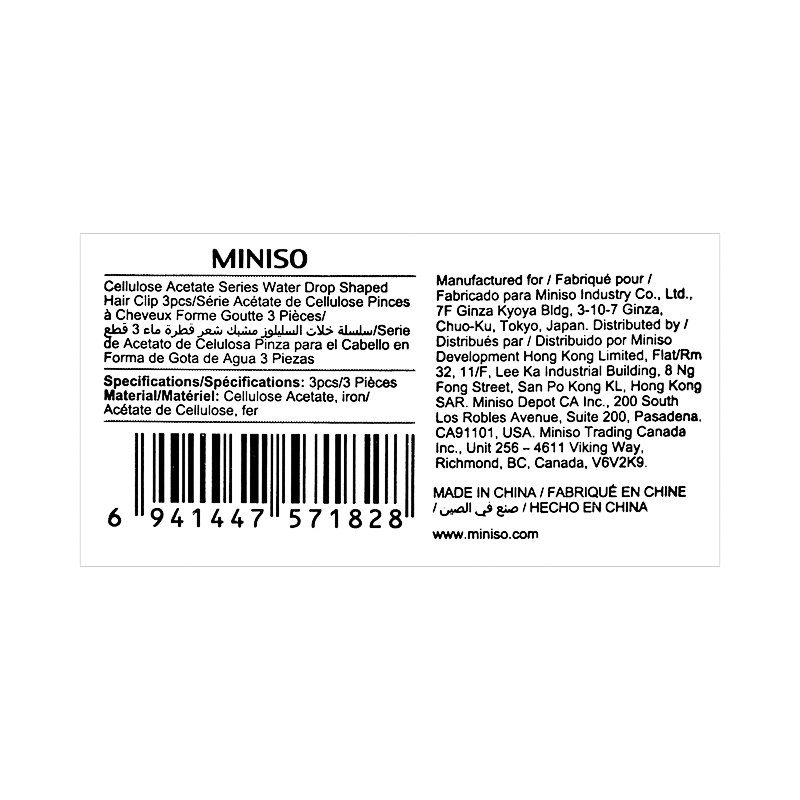 MINISO
Cellulose Acetate Series Water Drop Shaped
Hair Clip 3pcs/Série Acétate de Cellulose Pinces
à Cheveux Forme Goutte 3 Pièces/
سلسلة خلات السليلوز مشبك شعر قطرة ماء 3 قطع/Serie
de Acetato de Celulosa Pinza para el Cabello en
Forma de Gota de Agua 3 Piezas
Specifications/Spécifications: 3pcs/3 Pièces
Material/Matériel: Cellulose Acetate, iron/
Acétate de Cellulose, fer
6 941447 571828
Manufactured for / Fabriqué pour /
Fabricado para Miniso Industry Co., Ltd.,
7F Ginza Kyoya Bldg, 3-10-7 Ginza,
Chuo-Ku, Tokyo, Japan. Distributed by /
Distribués par / Distribuido por Miniso
Development Hong Kong Limited, Flat/Rm
32, 11/F, Lee Ka Industrial Building, 8 Ng
Fong Street, San Po Kong KL, Hong Kong
SAR. Miniso Depot CA Inc., 200 South
Los Robles Avenue, Suite 200, Pasadena,
CA91101, USA. Miniso Trading Canada
Inc., Unit 256 – 4611 Viking Way,
Richmond, BC, Canada, V6V2K9.
MADE IN CHINA / FABRIQUÉ EN CHINE
/ صنع في الصين / HECHO EN CHINA
www.miniso.com